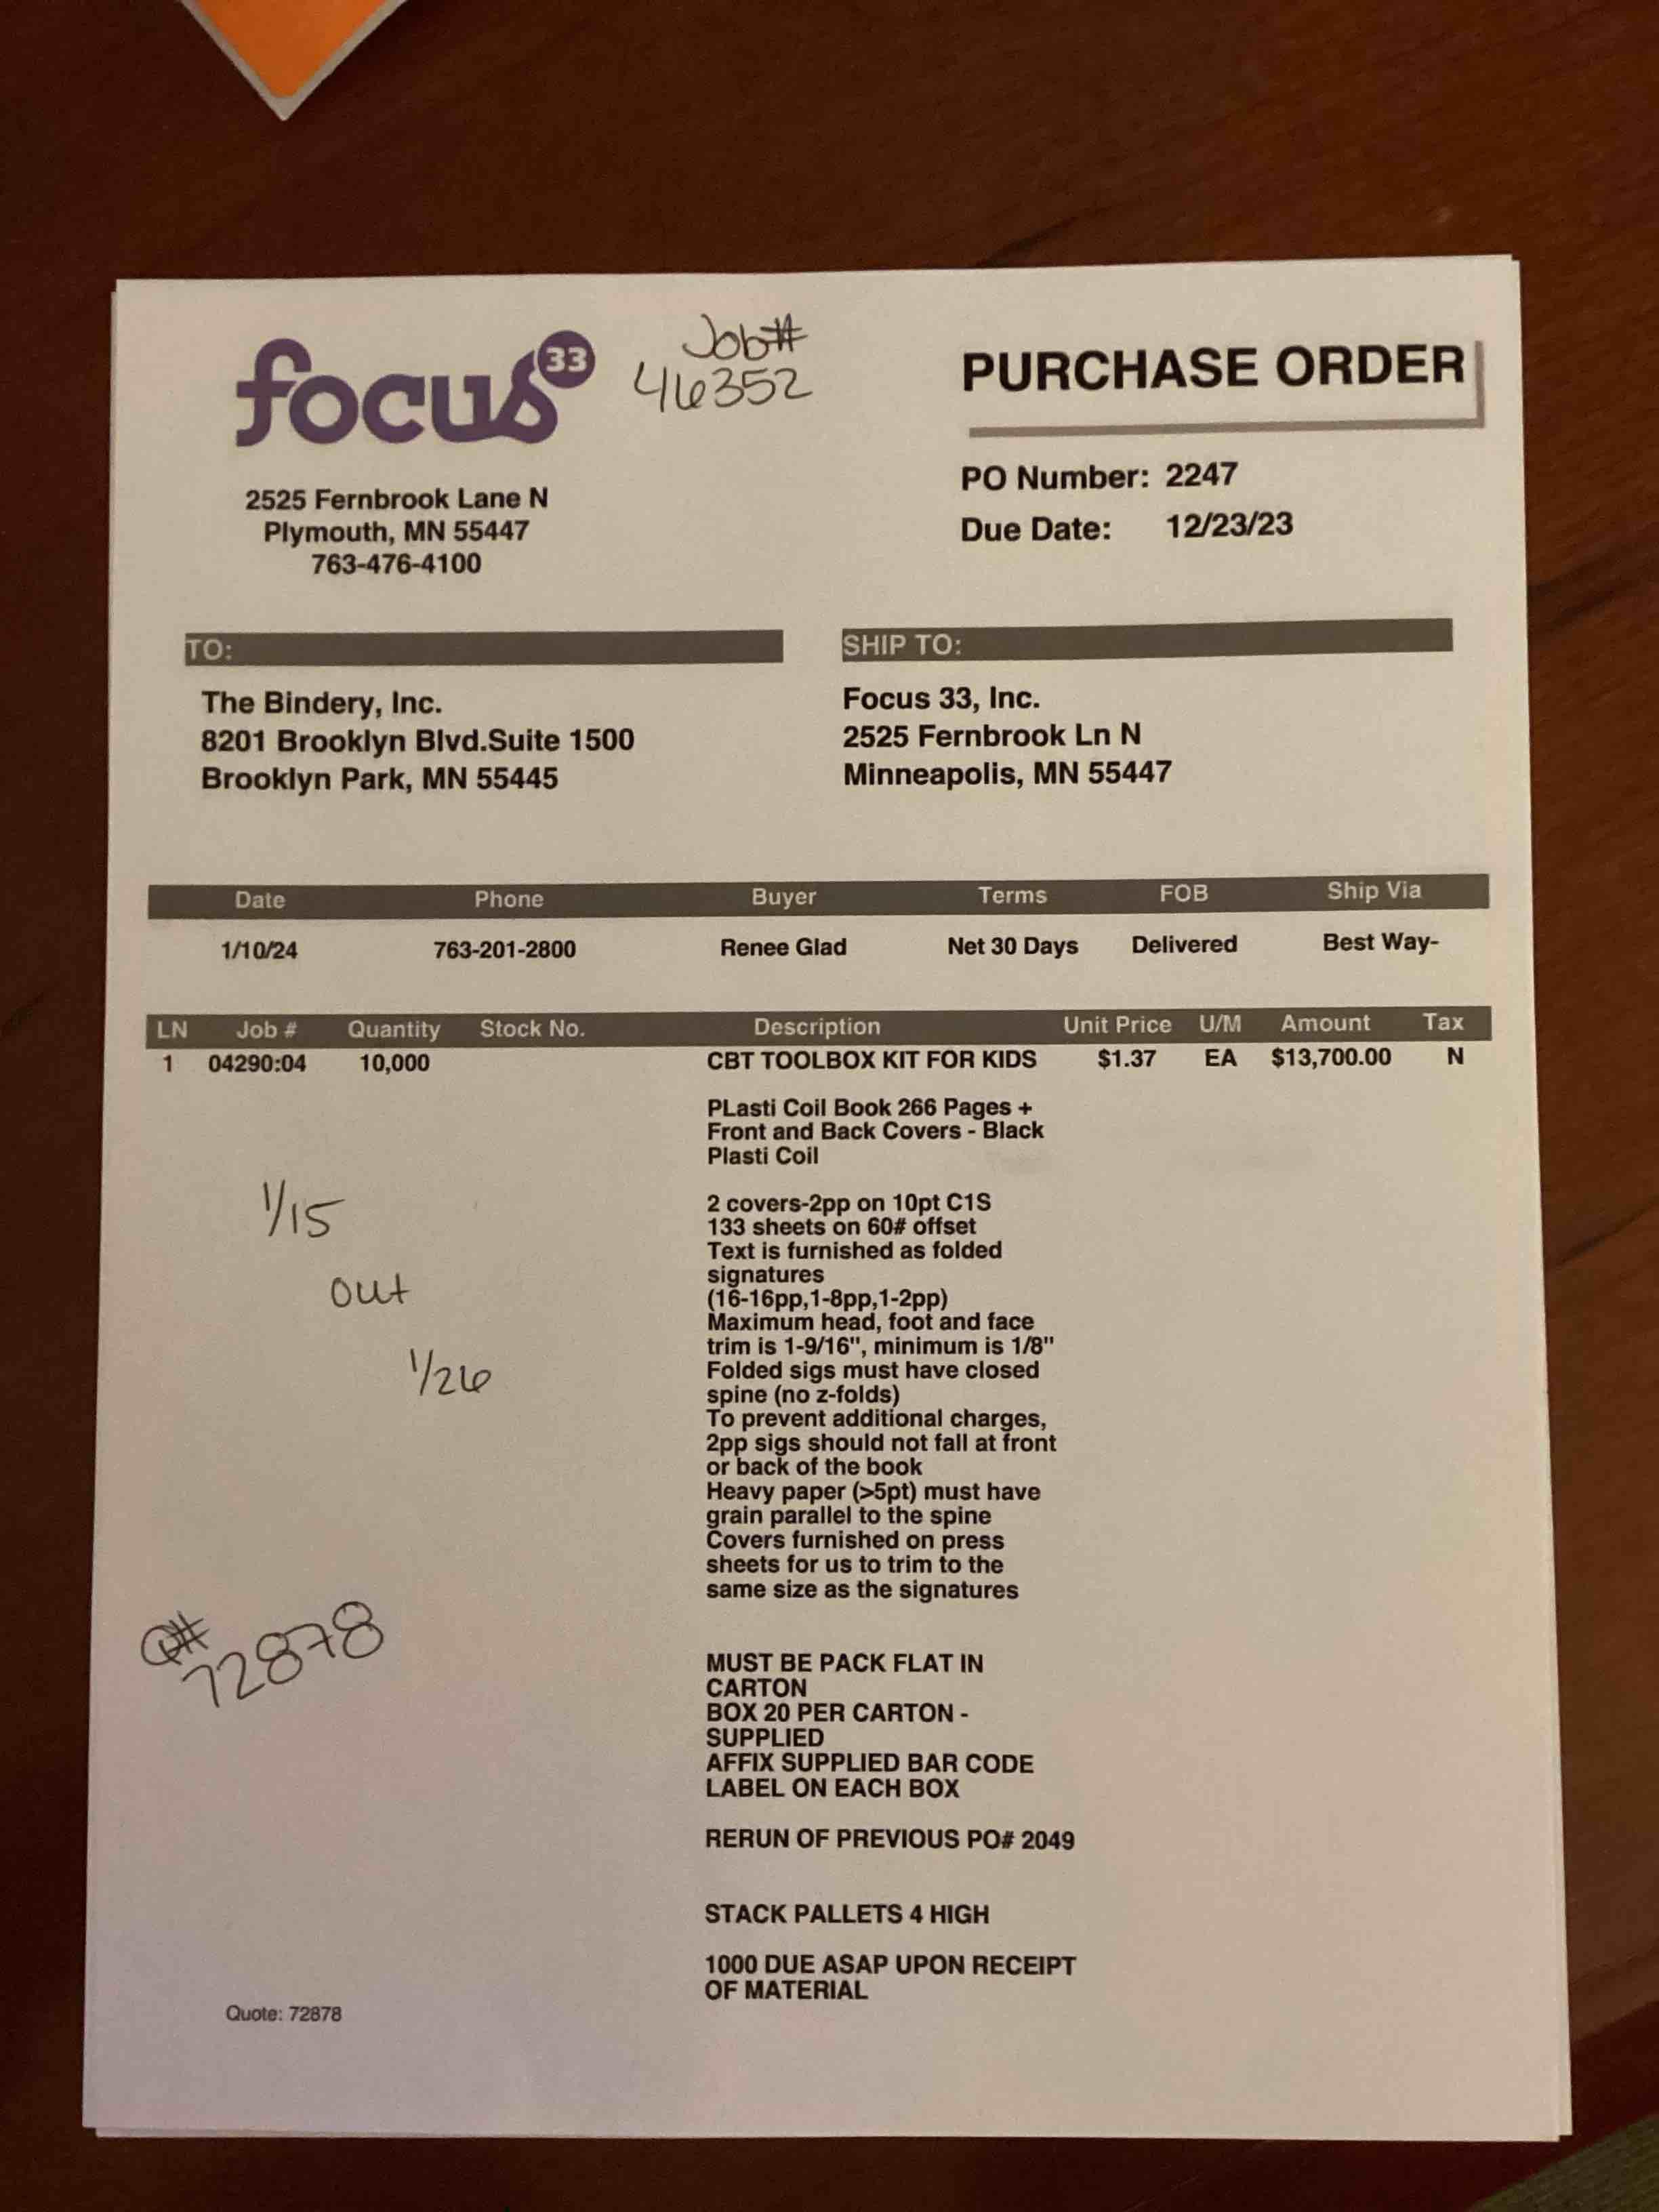 focus 33
Job#
46352
PURCHASE ORDER
2525 Fernbrook Lane N
Plymouth, MN 55447
763-476-4100
PO Number: 2247
Due Date: 12/23/23
TO:
The Bindery, Inc.
8201 Brooklyn Blvd.Suite 1500
Brooklyn Park, MN 55445
SHIP TO:
Focus 33, Inc.
2525 Fernbrook Ln N
Minneapolis, MN 55447
Date Phone Buyer Terms FOB Ship Via
1/10/24 763-201-2800 Renee Glad Net 30 Days Delivered Best Way-
LN Job # Quantity Stock No. Description Unit Price U/M Amount Tax
1 04290:04 10,000 CBT TOOLBOX KIT FOR KIDS $1.37 EA $13,700.00 N
PLasti Coil Book 266 Pages +
Front and Back Covers - Black
Plasti Coil
2 covers-2pp on 10pt C1S
133 sheets on 60# offset
Text is furnished as folded
signatures
(16-16pp,1-8pp,1-2pp)
Maximum head, foot and face
trim is 1-9/16", minimum is 1/8"
Folded sigs must have closed
spine (no z-folds)
To prevent additional charges,
2pp sigs should not fall at front
or back of the book
Heavy paper (>5pt) must have
grain parallel to the spine
Covers furnished on press
sheets for us to trim to the
same size as the signatures
1/15
out
1/26
Q#
72878
MUST BE PACK FLAT IN
CARTON
BOX 20 PER CARTON -
SUPPLIED
AFFIX SUPPLIED BAR CODE
LABEL ON EACH BOX
RERUN OF PREVIOUS PO# 2049
STACK PALLETS 4 HIGH
1000 DUE ASAP UPON RECEIPT
OF MATERIAL
Quote: 72878